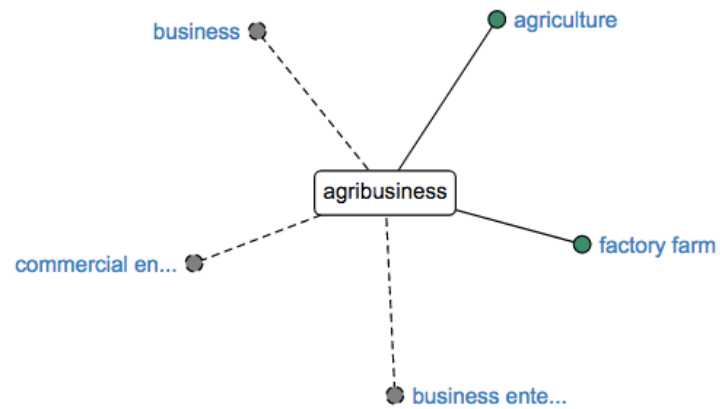 agriculture
business
agribusiness
factory farm
commercial en...
business ente...